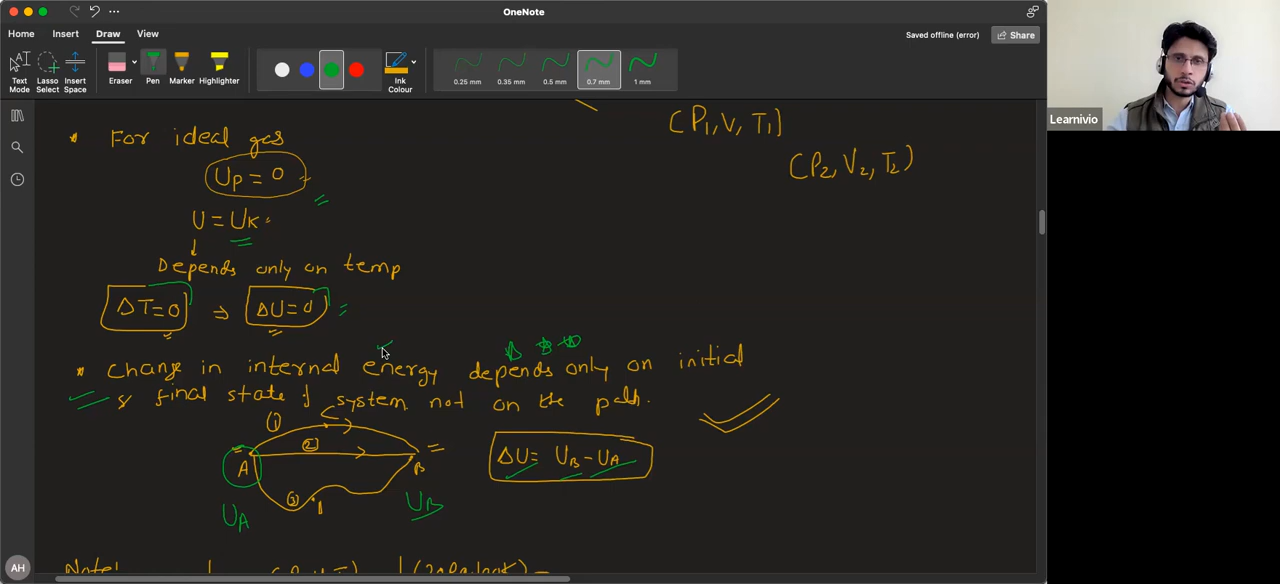 OneNote
Home Insert Draw View
Saved offline (error)
Share
Text Mode
Lasso Select
Insert Space
Eraser
Pen
Marker
Highlighter
Ink Colour
0.25 mm
0.35 mm
0.5 mm
0.7 mm
1 mm
Learnivio
(P1, V, T1)
(P2, V2, T2)
* For ideal gas
UP = 0
U = UK
Depends only on temp
ΔT=0 ⇒ ΔU=0
* Change in internal energy depends only on initial
& final state of system not on the path.
①
②
③
A
B
ΔU = UB - UA
UA
UB
AH
Note!